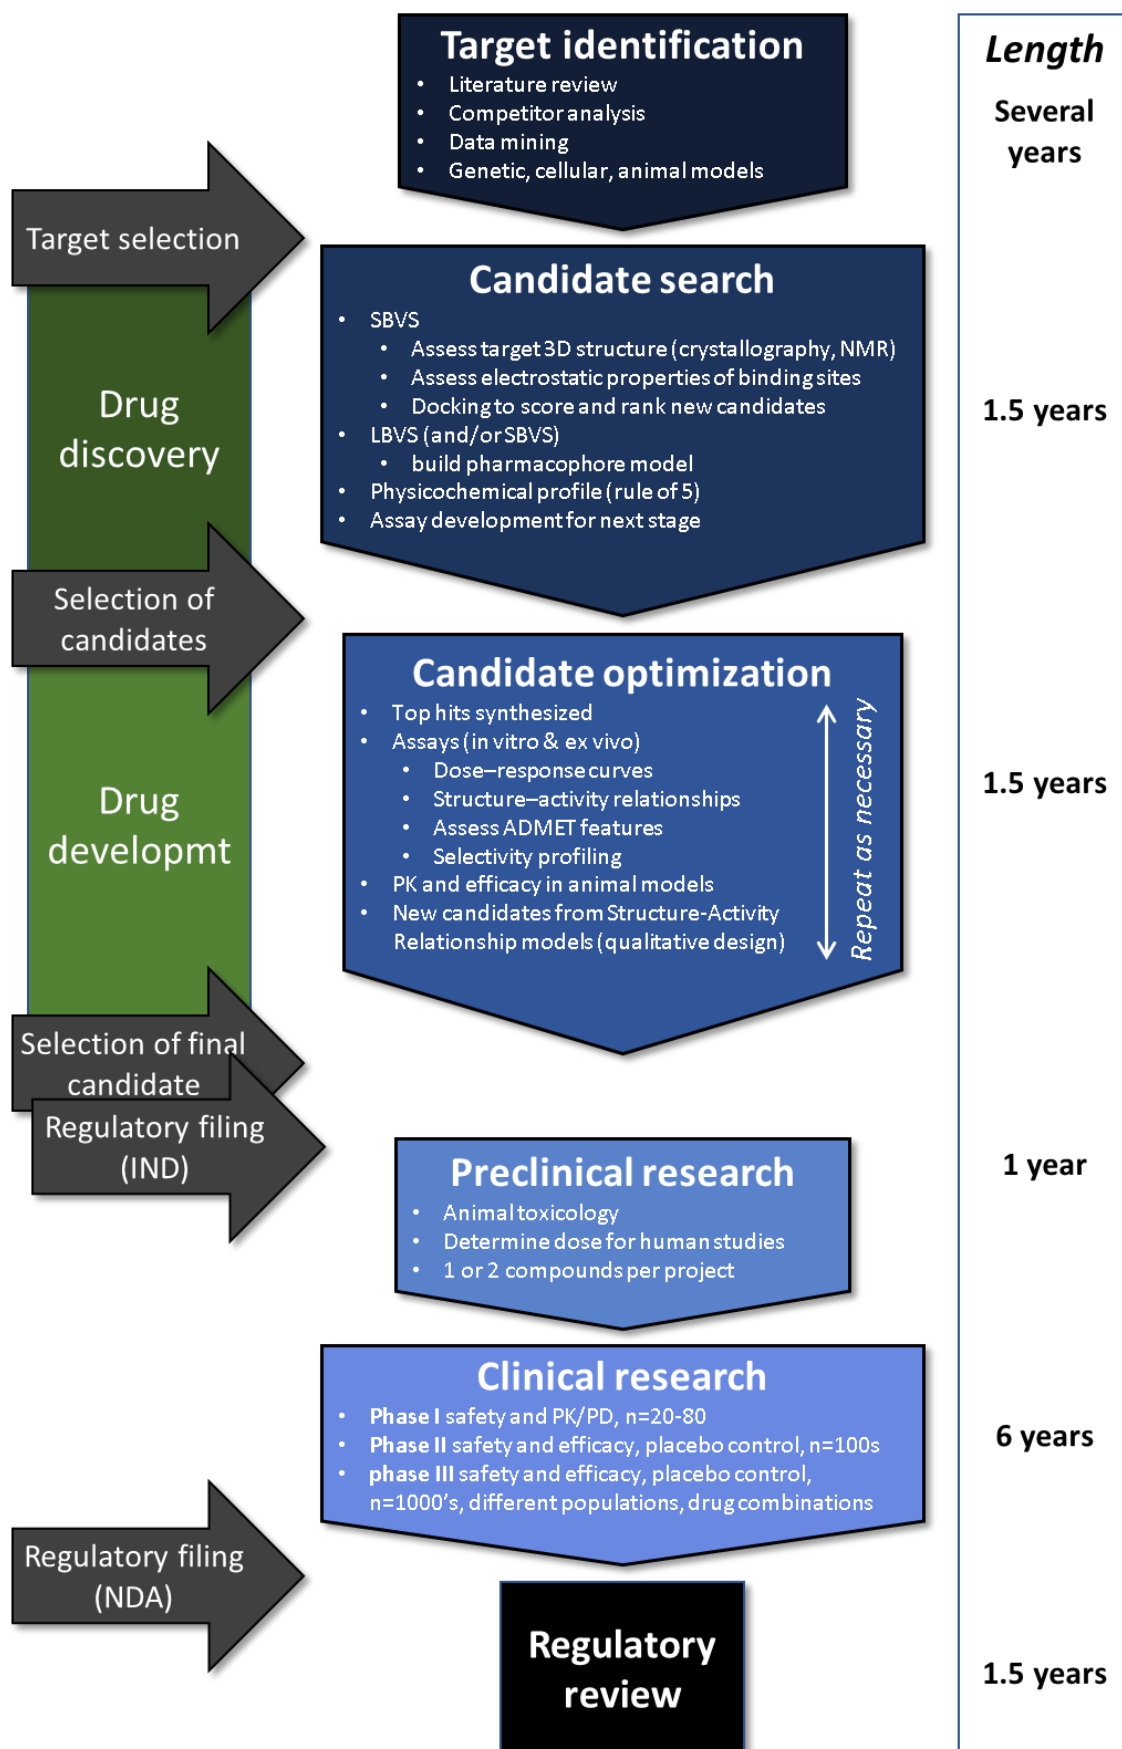 Target identification
• Literature review
• Competitor analysis
• Data mining
• Genetic, cellular, animal models
Length
Several
years
Target selection
Candidate search
• SBVS
• Assess target 3D structure (crystallography, NMR)
• Assess electrostatic properties of binding sites
• Docking to score and rank new candidates
• LBVS (and/or SBVS)
• build pharmacophore model
• Physicochemical profile (rule of 5)
• Assay development for next stage
1.5 years
Drug
discovery
Selection of
candidates
Candidate optimization
• Top hits synthesized
• Assays (in vitro & ex vivo)
• Dose–response curves
• Structure–activity relationships
• Assess ADMET features
• Selectivity profiling
• PK and efficacy in animal models
• New candidates from Structure-Activity
Relationship models (qualitative design)
Repeat as necessary
1.5 years
Drug
developmt
Selection of final
candidate
Regulatory filing
(IND)
Preclinical research
• Animal toxicology
• Determine dose for human studies
• 1 or 2 compounds per project
1 year
Clinical research
• Phase I safety and PK/PD, n=20-80
• Phase II safety and efficacy, placebo control, n=100s
• phase III safety and efficacy, placebo control,
n=1000's, different populations, drug combinations
6 years
Regulatory filing
(NDA)
Regulatory
review
1.5 years